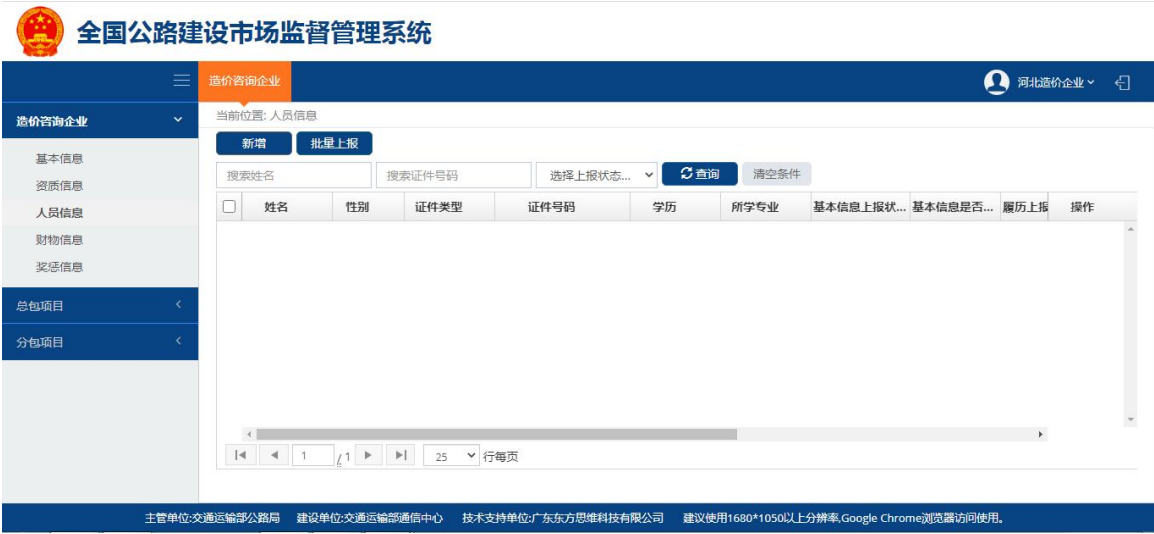 全国公路建设市场监督管理系统
造价咨询企业 河北造价企业
造价咨询企业
基本信息
资质信息
人员信息
财物信息
奖惩信息
总包项目
分包项目
当前位置: 人员信息
新增 批量上报
搜索姓名 搜索证件号码 选择上报状态... 查询 清空条件
姓名 性别 证件类型 证件号码 学历 所学专业 基本信息上报状... 基本信息是否... 履历上报 操作
1 / 1 25 行每页
主管单位:交通运输部公路局 建设单位:交通运输部通信中心 技术支持单位:广东东方思维科技有限公司 建议使用1680*1050以上分辨率,Google Chrome浏览器访问使用。